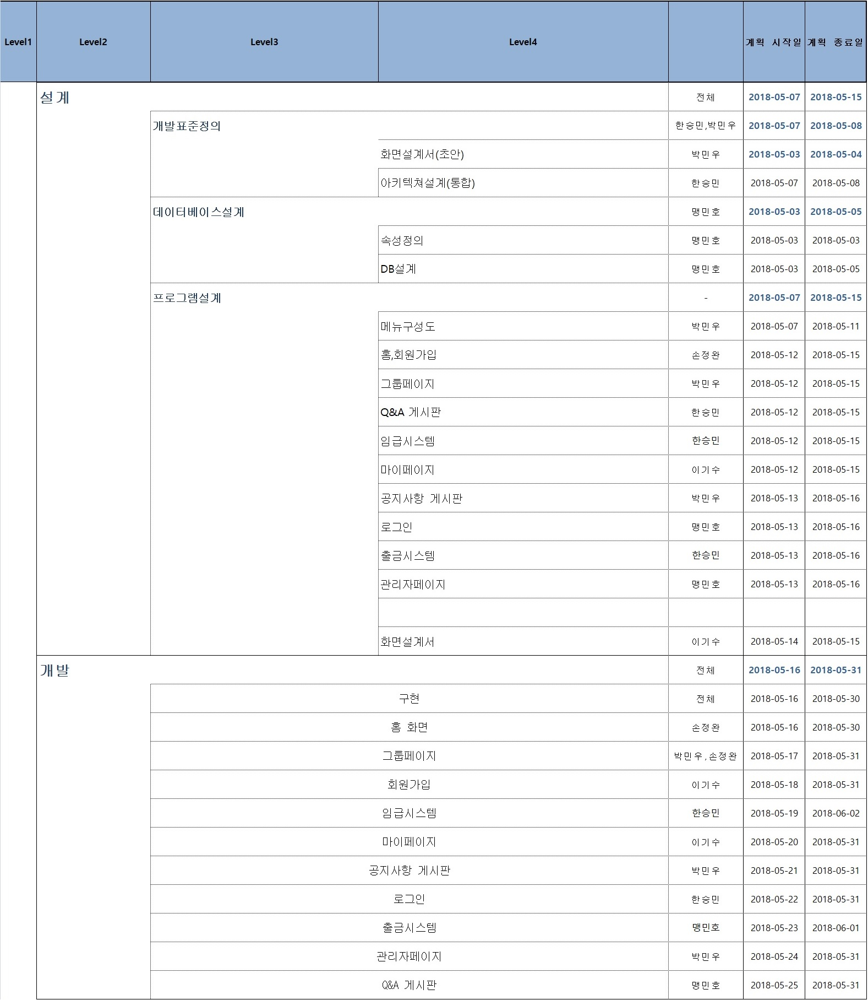 Level1 Level2 Level3 Level4 계획 시작일 계획 종료일
설계 전체 2018-05-07 2018-05-15
개발표준정의 한승민,박민우 2018-05-07 2018-05-08
화면설계서(초안) 박민우 2018-05-03 2018-05-04
아키텍쳐설계(통합) 한승민 2018-05-07 2018-05-08
데이터베이스설계 맹민호 2018-05-03 2018-05-05
속성정의 맹민호 2018-05-03 2018-05-03
DB설계 맹민호 2018-05-03 2018-05-05
프로그램설계 - 2018-05-07 2018-05-15
메뉴구성도 박민우 2018-05-07 2018-05-11
홈,회원가입 손정완 2018-05-12 2018-05-15
그룹페이지 박민우 2018-05-12 2018-05-15
Q&A 게시판 한승민 2018-05-12 2018-05-15
임급시스템 한승민 2018-05-12 2018-05-15
마이페이지 이기수 2018-05-12 2018-05-15
공지사항 게시판 박민우 2018-05-13 2018-05-16
로그인 맹민호 2018-05-13 2018-05-16
출금시스템 한승민 2018-05-13 2018-05-16
관리자페이지 맹민호 2018-05-13 2018-05-16
화면설계서 이기수 2018-05-14 2018-05-15
개발 전체 2018-05-16 2018-05-31
구현 전체 2018-05-16 2018-05-30
홈 화면 손정완 2018-05-16 2018-05-30
그룹페이지 박민우,손정완 2018-05-17 2018-05-31
회원가입 이기수 2018-05-18 2018-05-31
임급시스템 한승민 2018-05-19 2018-06-02
마이페이지 이기수 2018-05-20 2018-05-31
공지사항 게시판 박민우 2018-05-21 2018-05-31
로그인 한승민 2018-05-22 2018-05-31
출금시스템 맹민호 2018-05-23 2018-06-01
관리자페이지 박민우 2018-05-24 2018-05-31
Q&A 게시판 맹민호 2018-05-25 2018-05-31